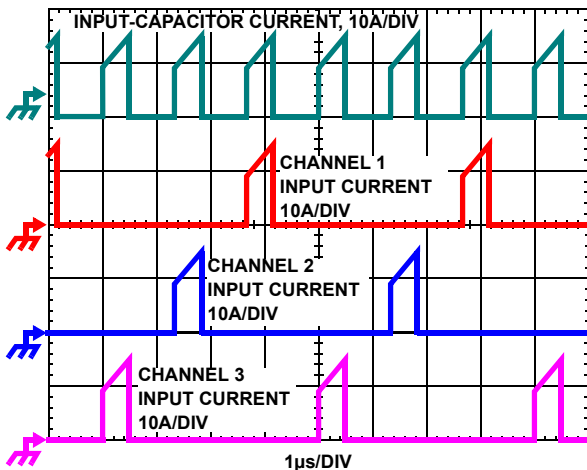 INPUT-CAPACITOR CURRENT, 10A/DIV
CHANNEL 1
INPUT CURRENT
10A/DIV
CHANNEL 2
INPUT CURRENT
10A/DIV
CHANNEL 3
INPUT CURRENT
10A/DIV
1µs/DIV